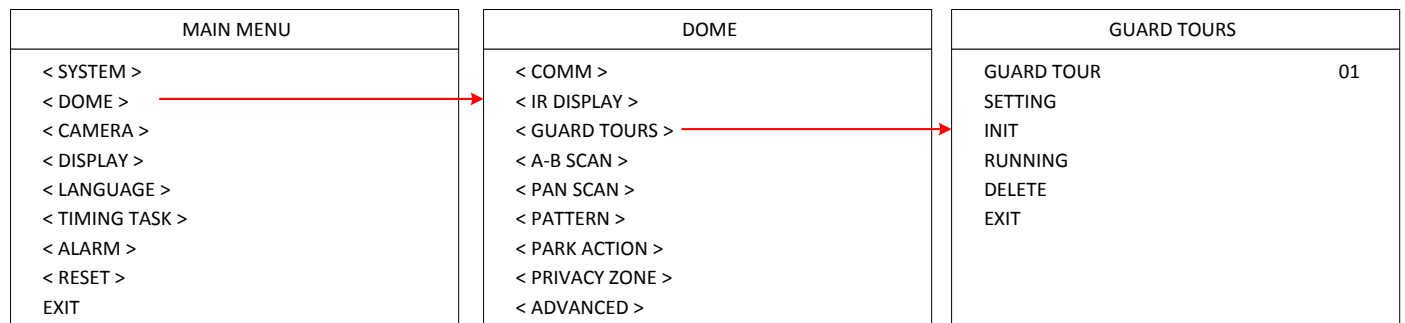 MAIN MENU
< SYSTEM >
< DOME >
< CAMERA >
< DISPLAY >
< LANGUAGE >
< TIMING TASK >
< ALARM >
< RESET >
EXIT
DOME
< COMM >
< IR DISPLAY >
< GUARD TOURS >
< A-B SCAN >
< PAN SCAN >
< PATTERN >
< PARK ACTION >
< PRIVACY ZONE >
< ADVANCED >
GUARD TOURS
GUARD TOUR 01
SETTING
INIT
RUNNING
DELETE
EXIT